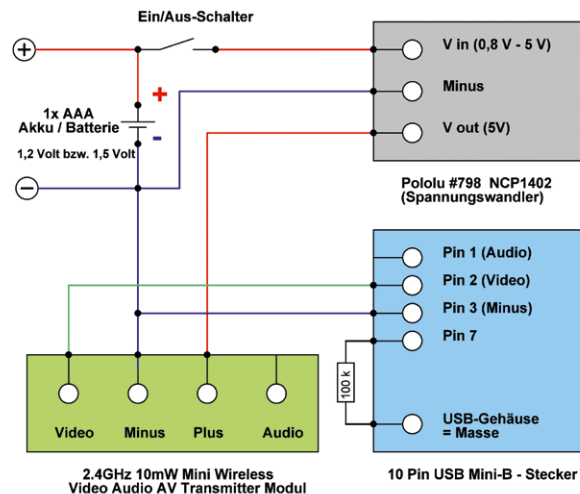 Ein/Aus-Schalter
+
V in (0,8 V - 5 V)
Minus
V out (5V)
+
1x AAA
Akku / Batterie
-
1,2 Volt bzw. 1,5 Volt
-
Pololu #798 NCP1402
(Spannungswandler)
Pin 1 (Audio)
Pin 2 (Video)
Pin 3 (Minus)
Pin 7
100 k
USB-Gehäuse
= Masse
Video Minus Plus Audio
2.4GHz 10mW Mini Wireless
Video Audio AV Transmitter Modul
10 Pin USB Mini-B - Stecker